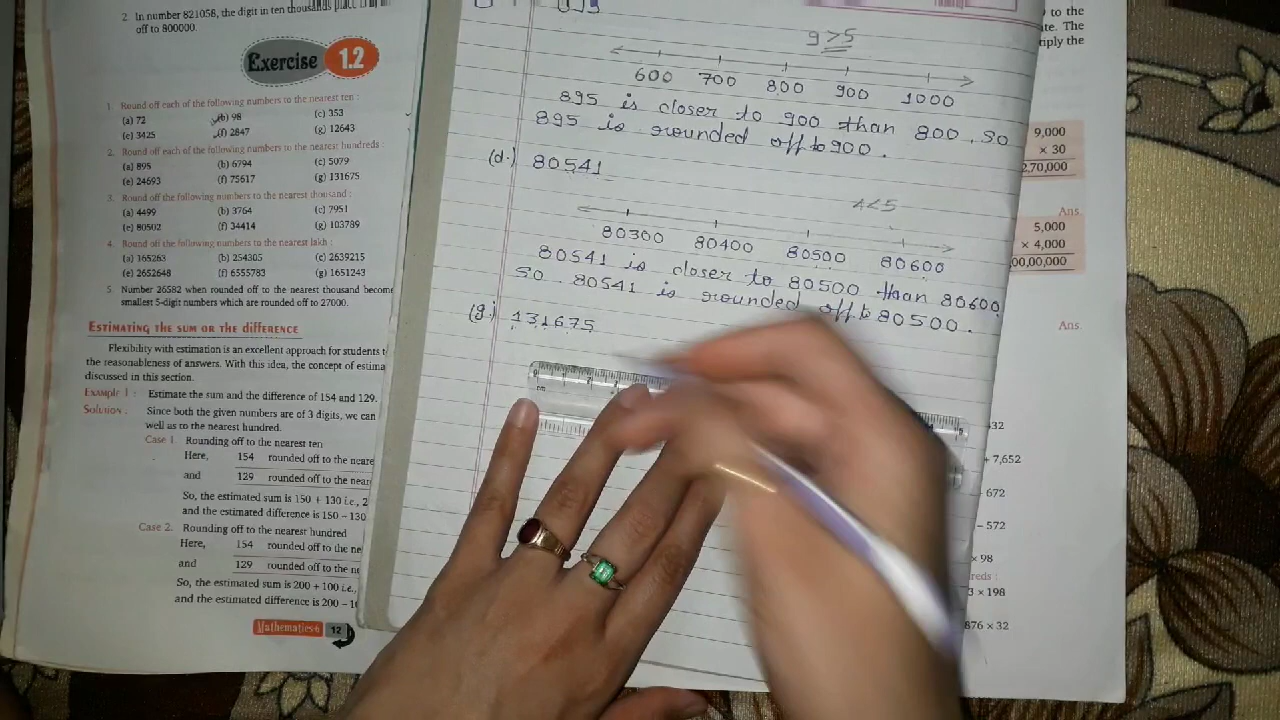 2. In number 821058, the digit in ten thousands place is
off to 800000.
Exercise 1.2
1. Round off each of the following numbers to the nearest ten :
(a) 72 (b) 98 (c) 353
(e) 3425 (f) 2847 (g) 12643
2. Round off each of the following numbers to the nearest hundreds :
(a) 895 (b) 6794 (c) 5079
(e) 24693 (f) 75617 (g) 131675
3. Round off the following numbers to the nearest thousand :
(a) 4499 (b) 3764 (c) 7951
(e) 80502 (f) 34414 (g) 103789
4. Round off the following numbers to the nearest lakh :
(a) 165263 (b) 254305 (c) 2639215
(e) 2652648 (f) 6555783 (g) 1651243
5. Number 26582 when rounded off to the nearest thousand become
smallest 5-digit numbers which are rounded off to 27000.
ESTIMATING THE SUM OR THE DIFFERENCE
Flexibility with estimation is an excellent approach for students t
the reasonableness of answers. With this idea, the concept of estima
discussed in this section.
EXAMPLE 1 : Estimate the sum and the difference of 154 and 129.
Solution : Since both the given numbers are of 3 digits, we can
well as to the nearest hundred.
Case 1. Rounding off to the nearest ten
Here, 154 rounded off to the neare
and 129 rounded off to the near
So, the estimated sum is 150 + 130 i.e., 2
and the estimated difference is 150 – 130
Case 2. Rounding off to the nearest hundred
Here, 154 rounded off to the ne
and 129 rounded off to the ne
So, the estimated sum is 200 + 100 i.e.,
and the estimated difference is 200 – 1
Mathematics-6 12
9>5
600 700 800 900 1000
895 is closer to 900 than 800, so
895 is rounded off to 900.
(d.) 80541
4<5
80300 80400 80500 80600
80541 is closer to 80500 than 80600
so 80541 is rounded off to 80500.
(g.) 131675
cm
to the
te. The
tiply the
9,000
× 30
2,70,000
Ans.
5,000
× 4,000
00,00,000
Ans.
32
+ 7,652
672
– 572
× 98
reds :
3 × 198
876 × 32